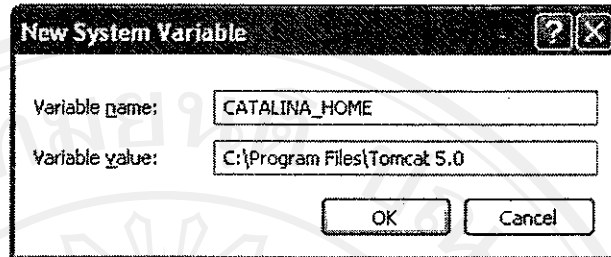 New System Variable
Variable name: CATALINA_HOME
Variable value: C:\Program Files\Tomcat 5.0
OK Cancel